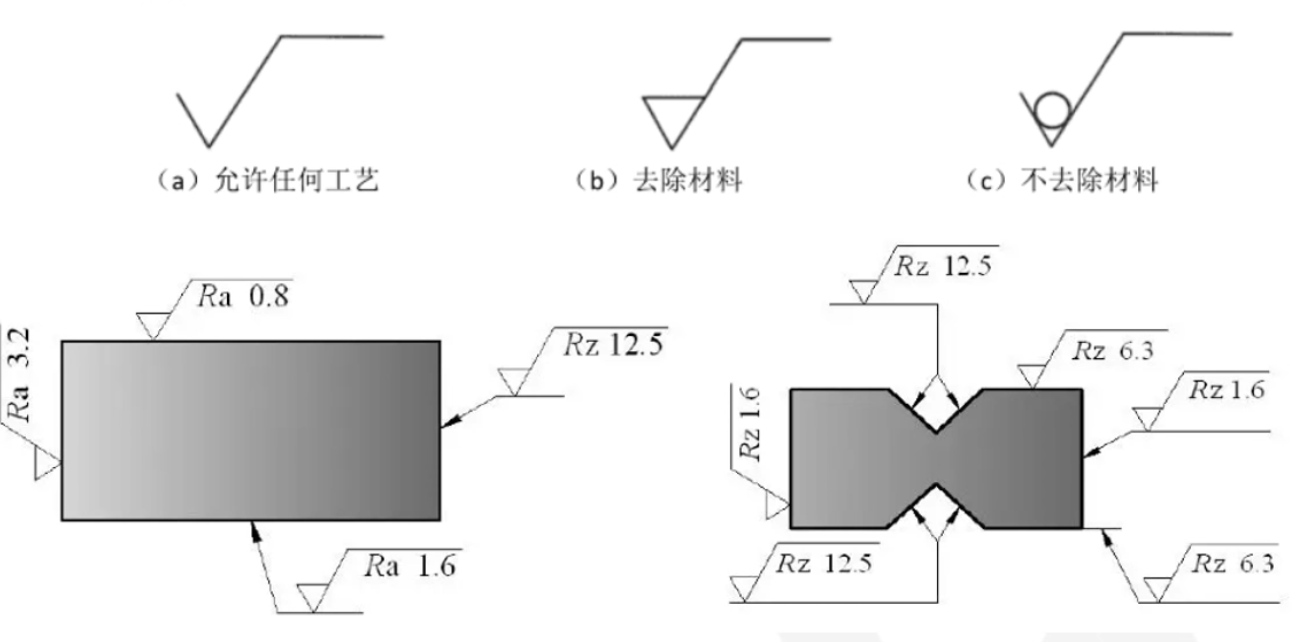 （a）允许任何工艺
（b）去除材料
（c）不去除材料
Ra 0.8
Ra 3.2
Rz 12.5
Ra 1.6
Rz 12.5
Rz 6.3
Rz 1.6
Rz 1.6
Rz 12.5
Rz 6.3